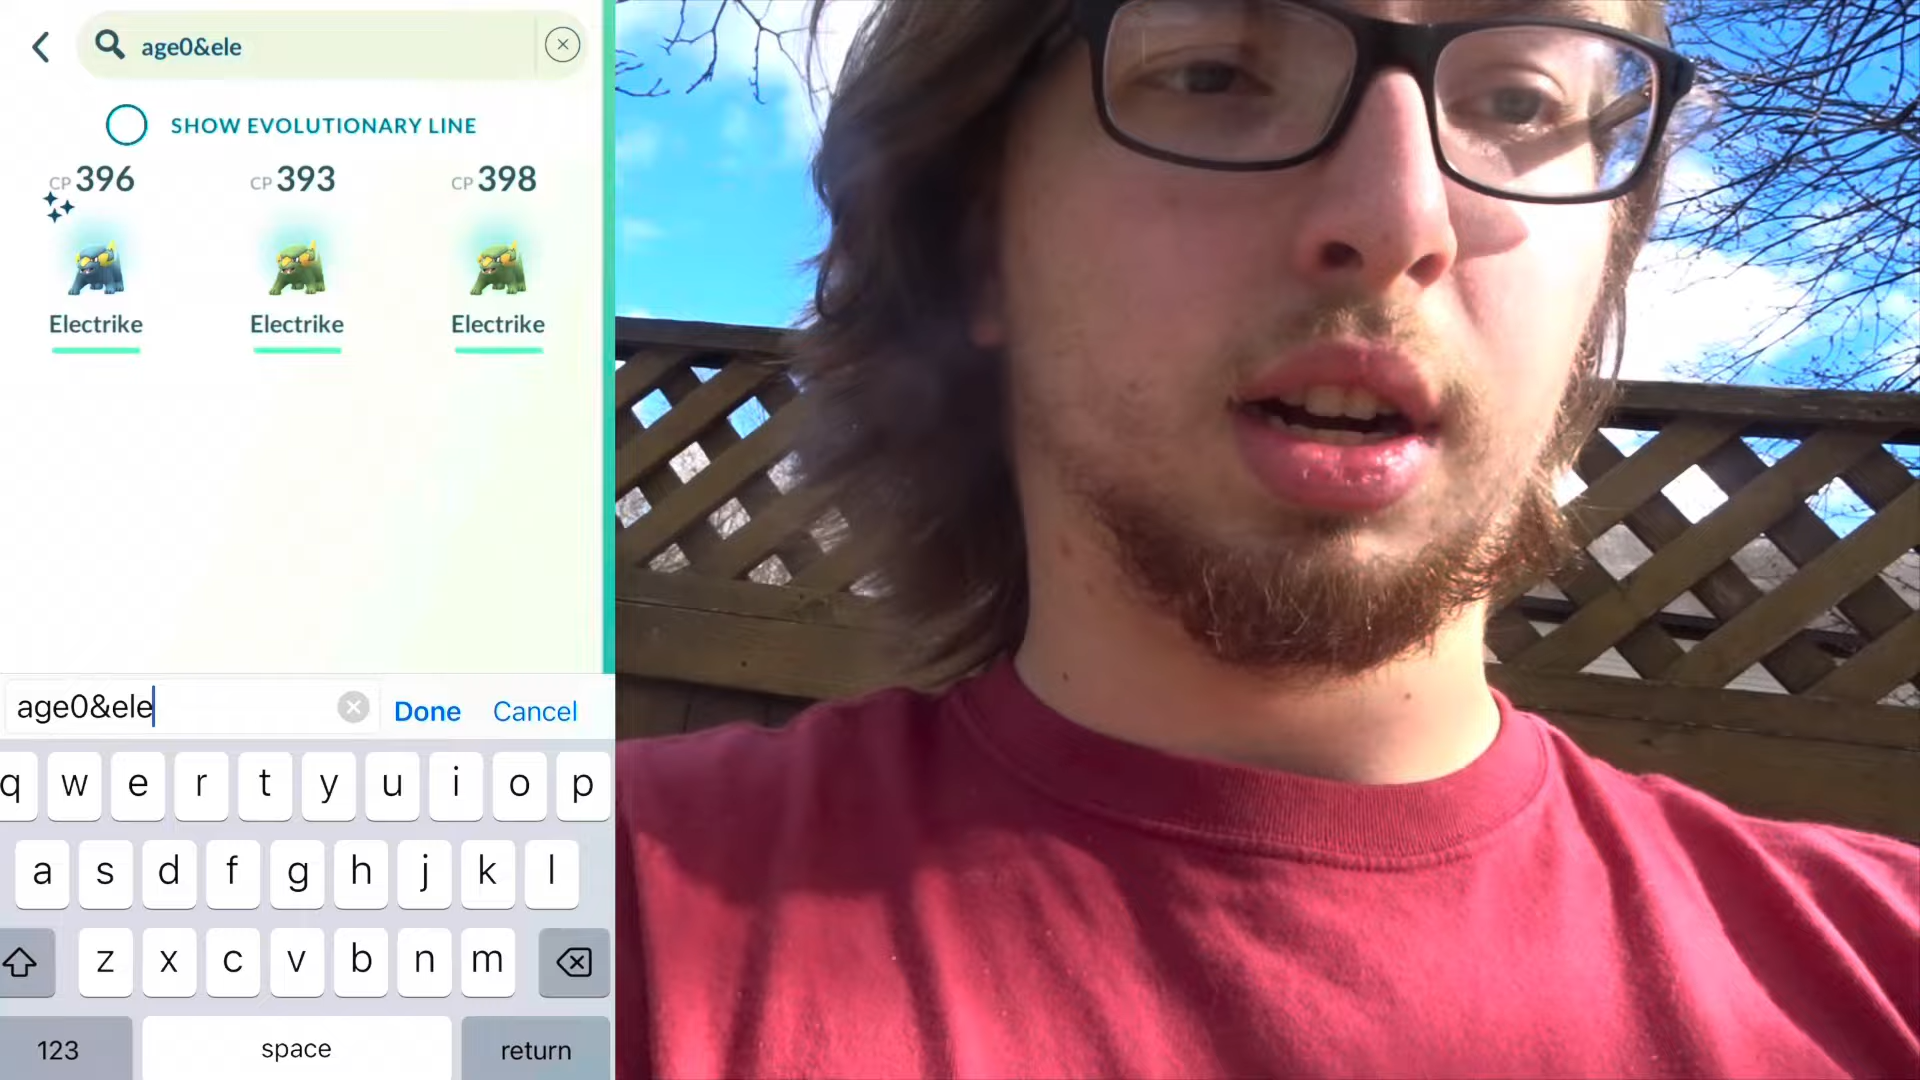 age0&ele
SHOW EVOLUTIONARY LINE
CP 396
CP 393
CP 398
Electrike
Electrike
Electrike
age0&ele
Done
Cancel
q w e r t y u i o p
a s d f g h j k l
z x c v b n m
123
space
return